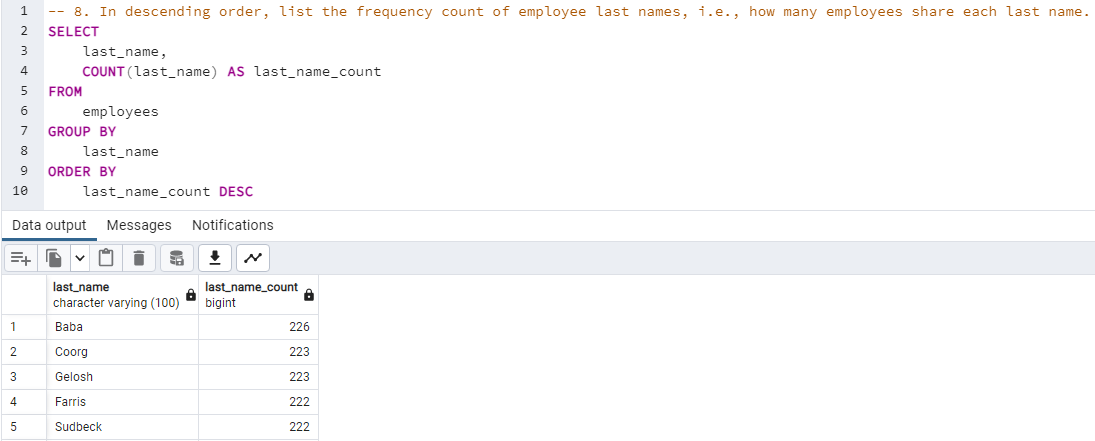 1 -- 8. In descending order, list the frequency count of employee last names, i.e., how many employees share each last name.
2 SELECT
3 last_name,
4 COUNT(last_name) AS last_name_count
5 FROM
6 employees
7 GROUP BY
8 last_name
9 ORDER BY
10 last_name_count DESC
Data output Messages Notifications
last_name last_name_count
character varying (100) bigint
1 Baba 226
2 Coorg 223
3 Gelosh 223
4 Farris 222
5 Sudbeck 222